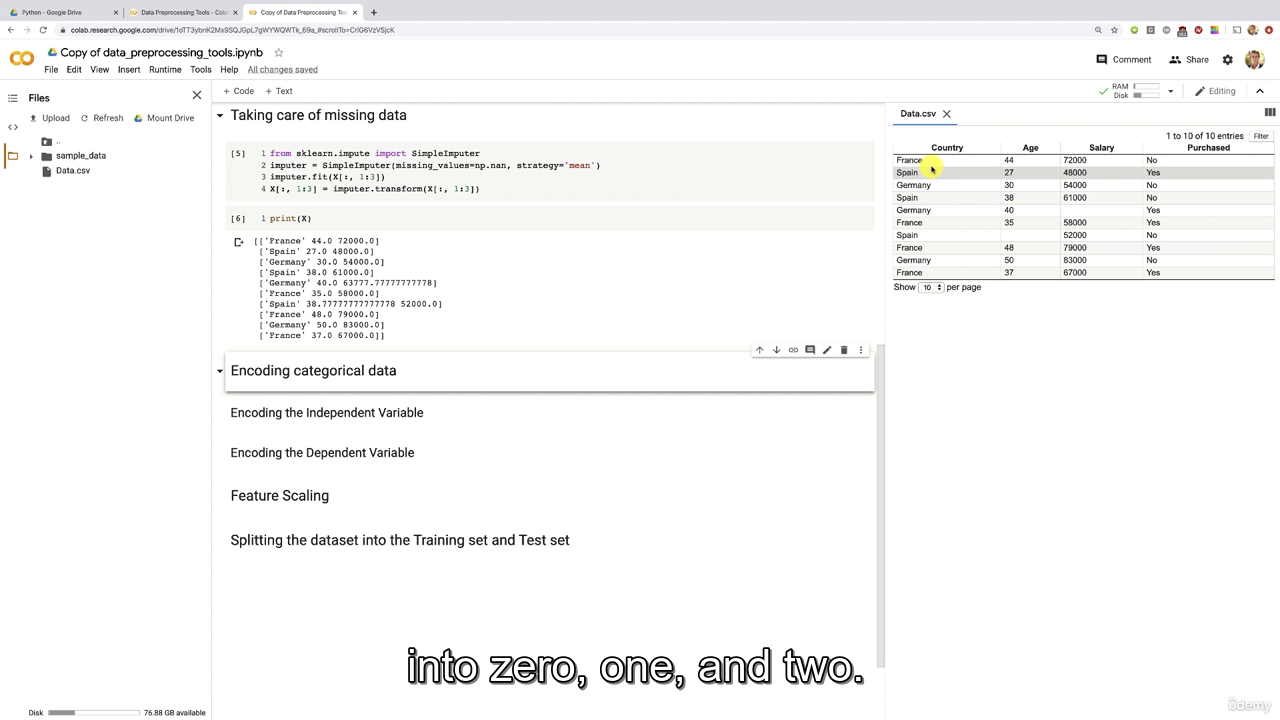 Python - Google Drive
Data Preprocessing Tools - Cola
Copy of Data Preprocessing Tool
colab.research.google.com/drive/1oTT3ybnK2Mx9SQJGpL7gWYWQWTk_69a_#scrollTo=CriG6VzVSjcK
Copy of data_preprocessing_tools.ipynb
File Edit View Insert Runtime Tools Help All changes saved
Comment
Share
+ Code + Text
RAM
Disk
Editing
Files
Upload Refresh Mount Drive
..
sample_data
Data.csv
Taking care of missing data
[5] 1 from sklearn.impute import SimpleImputer
2 imputer = SimpleImputer(missing_values=np.nan, strategy='mean')
3 imputer.fit(X[:, 1:3])
4 X[:, 1:3] = imputer.transform(X[:, 1:3])
[6] 1 print(X)
[['France' 44.0 72000.0]
['Spain' 27.0 48000.0]
['Germany' 30.0 54000.0]
['Spain' 38.0 61000.0]
['Germany' 40.0 63777.77777777778]
['France' 35.0 58000.0]
['Spain' 38.77777777777778 52000.0]
['France' 48.0 79000.0]
['Germany' 50.0 83000.0]
['France' 37.0 67000.0]]
Encoding categorical data
Encoding the Independent Variable
Encoding the Dependent Variable
Feature Scaling
Splitting the dataset into the Training set and Test set
Data.csv
1 to 10 of 10 entries Filter
Country Age Salary Purchased
France 44 72000 No
Spain 27 48000 Yes
Germany 30 54000 No
Spain 38 61000 No
Germany 40 Yes
France 35 58000 Yes
Spain 52000 No
France 48 79000 Yes
Germany 50 83000 No
France 37 67000 Yes
Show 10 per page
into zero, one, and two.
Disk 76.88 GB available
ûdemy